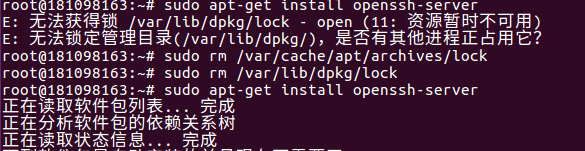 root@181098163:~# sudo apt-get install openssh-server
E: 无法获得锁 /var/lib/dpkg/lock - open (11: 资源暂时不可用)
E: 无法锁定管理目录(/var/lib/dpkg/)，是否有其他进程正占用它？
root@181098163:~# sudo rm /var/cache/apt/archives/lock
root@181098163:~# sudo rm /var/lib/dpkg/lock
root@181098163:~# sudo apt-get install openssh-server
正在读取软件包列表... 完成
正在分析软件包的依赖关系树
正在读取状态信息... 完成